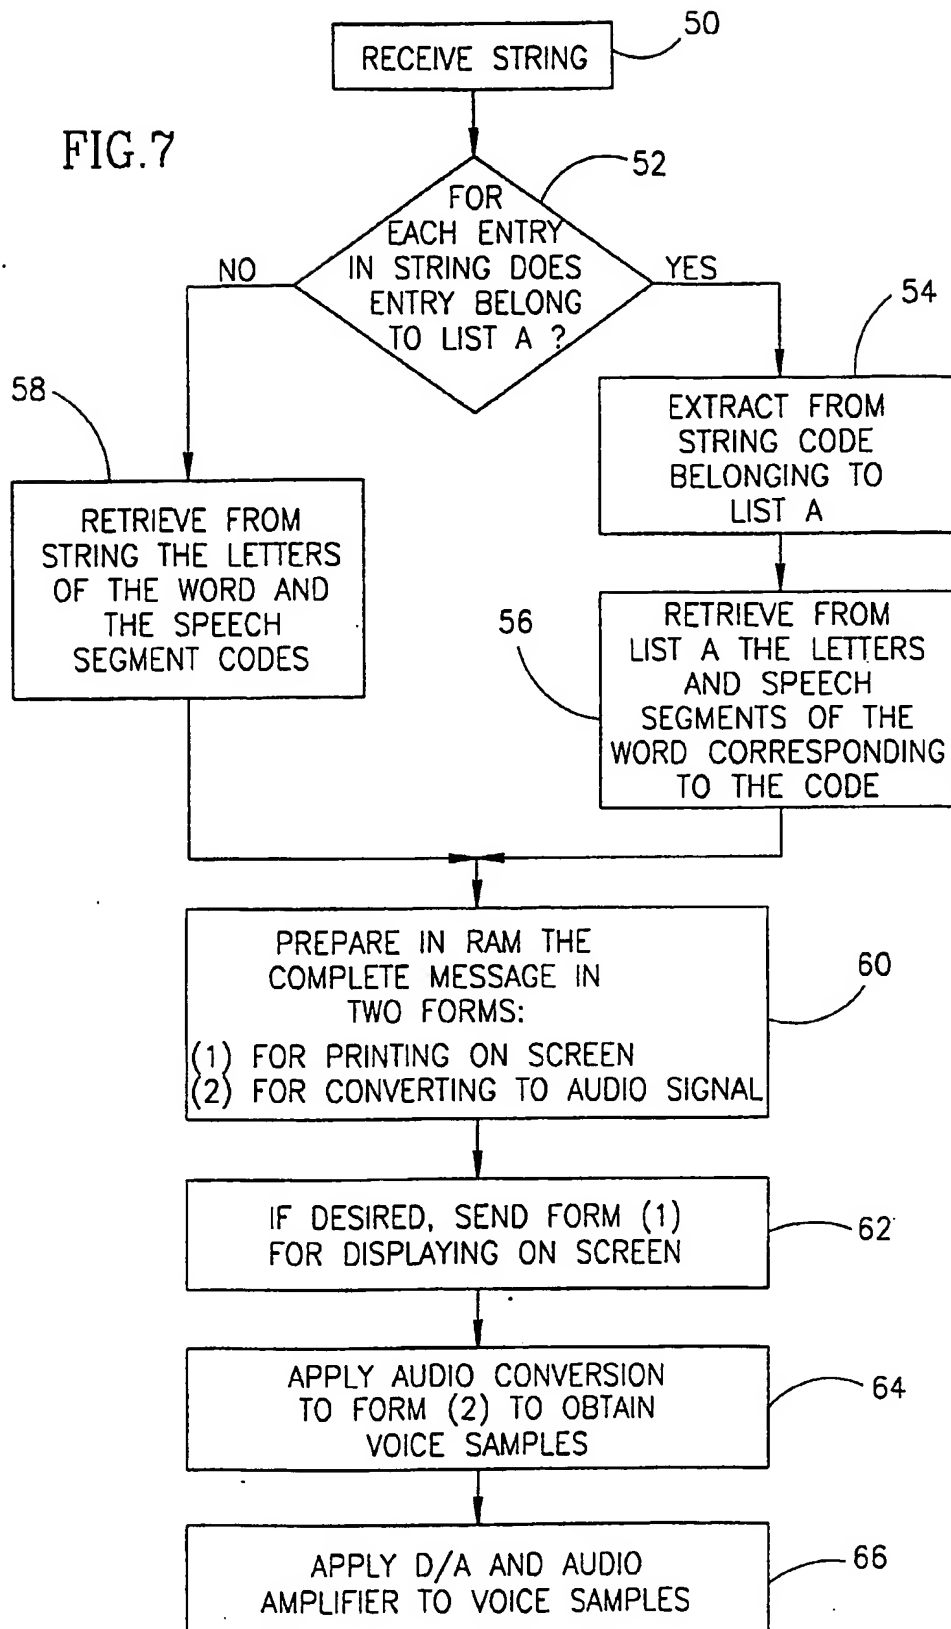 FIG.7
RECEIVE STRING
50
FOR
EACH ENTRY
IN STRING DOES
ENTRY BELONG
TO LIST A ?
52
NO
YES
54
EXTRACT FROM
STRING CODE
BELONGING TO
LIST A
58
RETRIEVE FROM
STRING THE LETTERS
OF THE WORD AND
THE SPEECH
SEGMENT CODES
56
RETRIEVE FROM
LIST A THE LETTERS
AND SPEECH
SEGMENTS OF THE
WORD CORRESPONDING
TO THE CODE
PREPARE IN RAM THE
COMPLETE MESSAGE IN
TWO FORMS:
(1) FOR PRINTING ON SCREEN
(2) FOR CONVERTING TO AUDIO SIGNAL
60
IF DESIRED, SEND FORM (1)
FOR DISPLAYING ON SCREEN
62
APPLY AUDIO CONVERSION
TO FORM (2) TO OBTAIN
VOICE SAMPLES
64
APPLY D/A AND AUDIO
AMPLIFIER TO VOICE SAMPLES
66